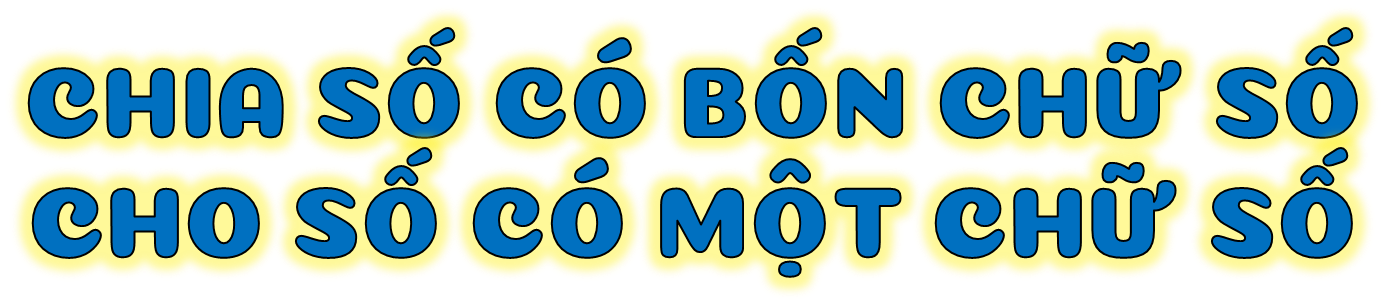 CHIA SỐ CÓ BỐN CHỮ SỐ
CHO SỐ CÓ MỘT CHỮ SỐ